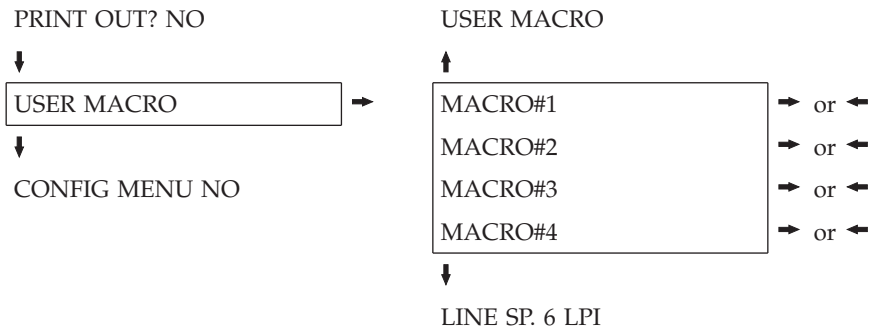 PRINT OUT? NO
USER MACRO
CONFIG MENU NO
USER MACRO
MACRO#1 or
MACRO#2 or
MACRO#3 or
MACRO#4 or
LINE SP. 6 LPI